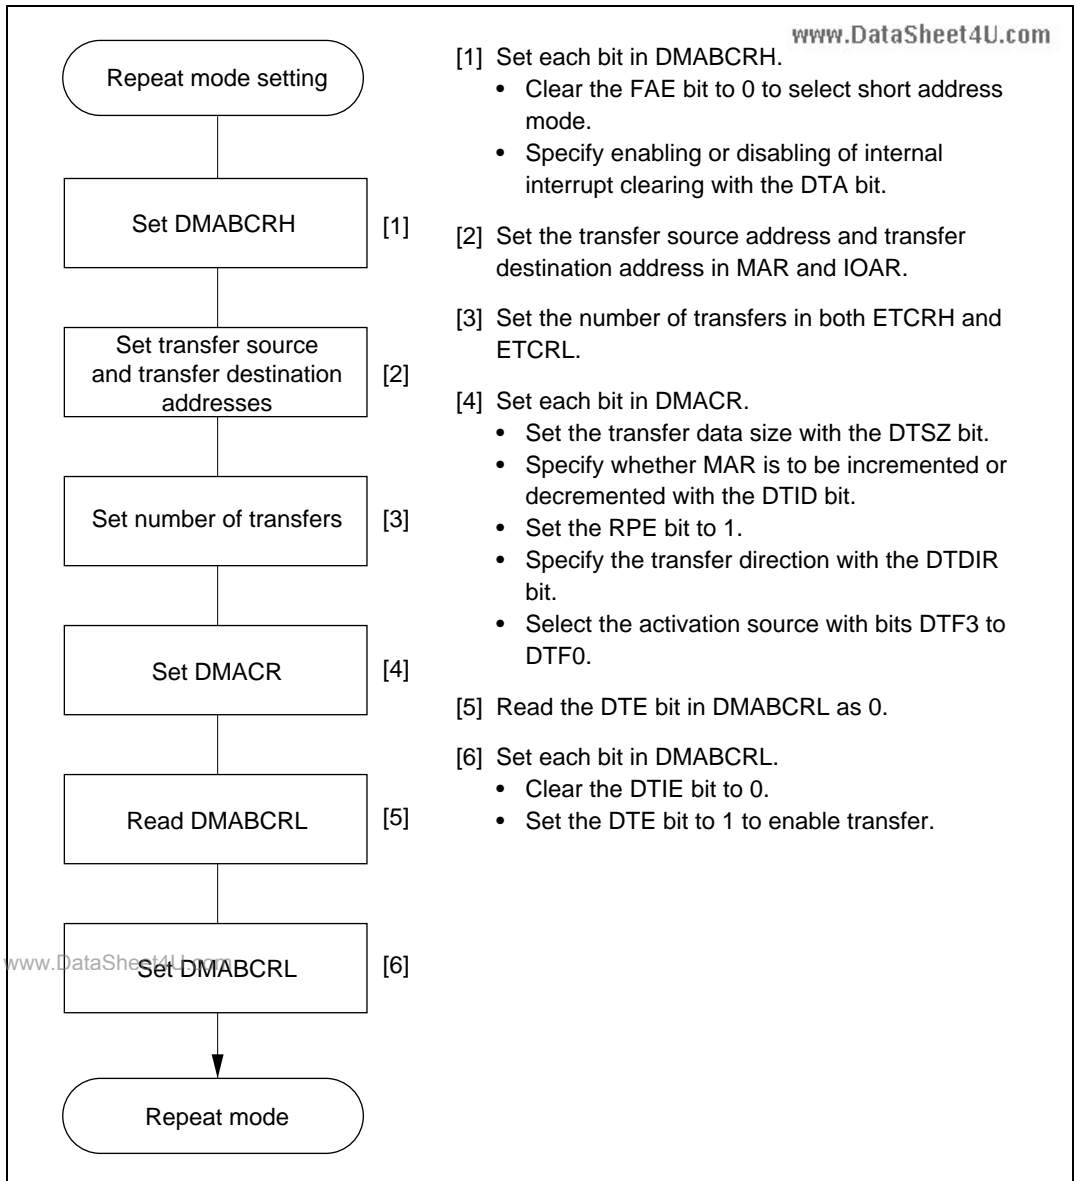 www.DataSheet4U.com
Repeat mode setting
Set DMABCRH
[1]
Set transfer source
and transfer destination
addresses
[2]
Set number of transfers
[3]
Set DMACR
[4]
Read DMABCRL
[5]
www.DataSheet4U.com
Set DMABCRL
[6]
Repeat mode
[1] Set each bit in DMABCRH.
• Clear the FAE bit to 0 to select short address
mode.
• Specify enabling or disabling of internal
interrupt clearing with the DTA bit.
[2] Set the transfer source address and transfer
destination address in MAR and IOAR.
[3] Set the number of transfers in both ETCRH and
ETCRL.
[4] Set each bit in DMACR.
• Set the transfer data size with the DTSZ bit.
• Specify whether MAR is to be incremented or
decremented with the DTID bit.
• Set the RPE bit to 1.
• Specify the transfer direction with the DTDIR
bit.
• Select the activation source with bits DTF3 to
DTF0.
[5] Read the DTE bit in DMABCRL as 0.
[6] Set each bit in DMABCRL.
• Clear the DTIE bit to 0.
• Set the DTE bit to 1 to enable transfer.